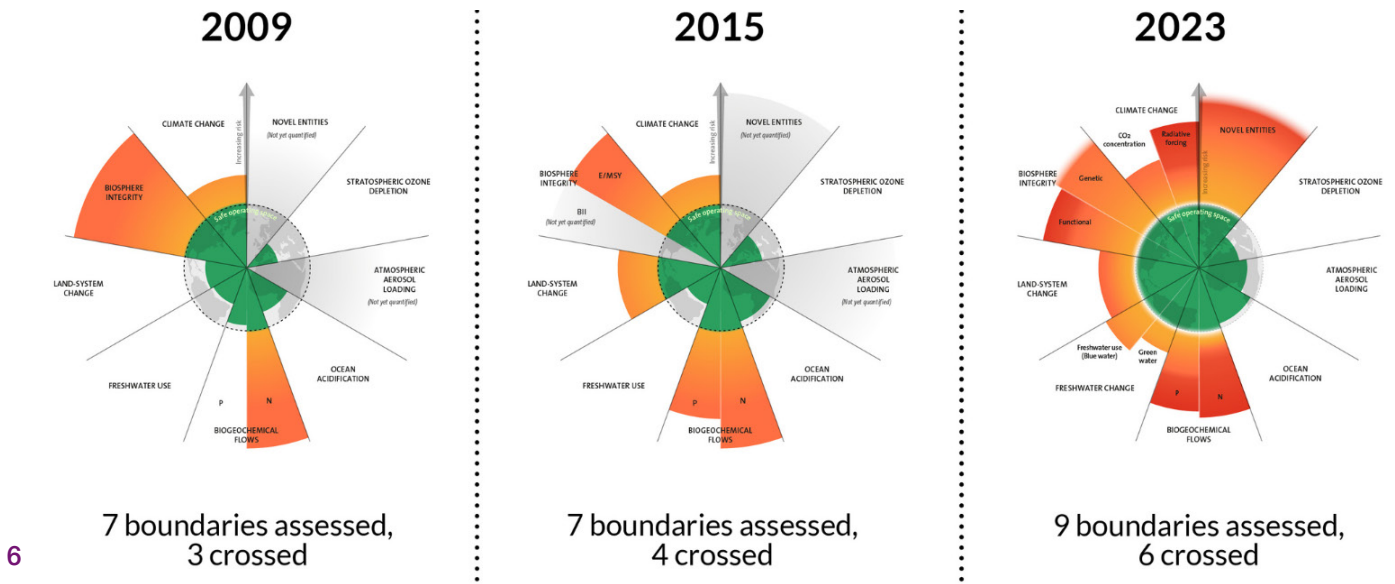 2009
CLIMATE CHANGE
Increasing risk
NOVEL ENTITIES
(Not yet quantified)
STRATOSPHERIC OZONE
DEPLETION
BIOSPHERE
INTEGRITY
Safe operating space
LAND-SYSTEM
CHANGE
ATMOSPHERIC
AEROSOL
LOADING
(Not yet quantified)
FRESHWATER USE
OCEAN
ACIDIFICATION
P
N
BIOGEOCHEMICAL
FLOWS
7 boundaries assessed,
3 crossed
2015
CLIMATE CHANGE
Increasing risk
NOVEL ENTITIES
(Not yet quantified)
STRATOSPHERIC OZONE
DEPLETION
BIOSPHERE
INTEGRITY
E/MSY
BII
(Not yet quantified)
Safe operating space
LAND-SYSTEM
CHANGE
ATMOSPHERIC
AEROSOL
LOADING
(Not yet quantified)
FRESHWATER USE
OCEAN
ACIDIFICATION
P
N
BIOGEOCHEMICAL
FLOWS
7 boundaries assessed,
4 crossed
2023
CLIMATE CHANGE
CO₂
concentration
Radiative
forcing
Increasing risk
NOVEL ENTITIES
STRATOSPHERIC OZONE
DEPLETION
BIOSPHERE
INTEGRITY
Genetic
Functional
Safe operating space
LAND-SYSTEM
CHANGE
ATMOSPHERIC
AEROSOL
LOADING
Freshwater use
(Blue water)
Green
water
FRESHWATER CHANGE
OCEAN
ACIDIFICATION
P
N
BIOGEOCHEMICAL
FLOWS
9 boundaries assessed,
6 crossed
6